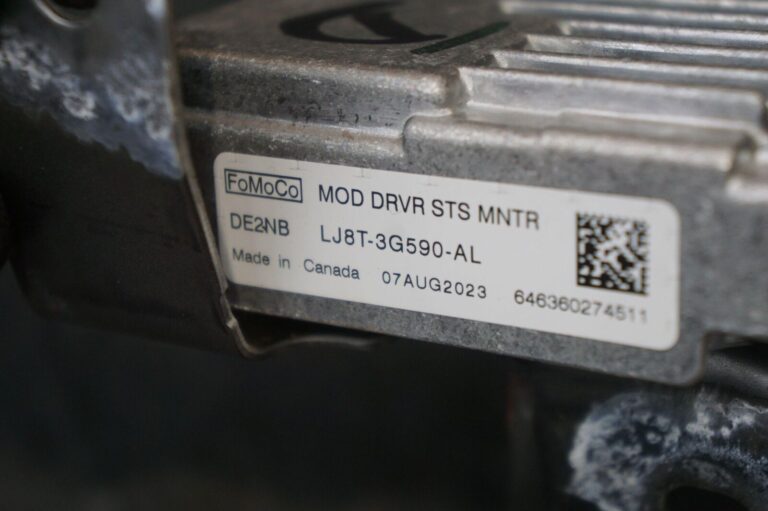 FoMoCo MOD DRVR STS MNTR
DE2NB LJ8T-3G590-AL
Made in Canada 07AUG2023 646360274511